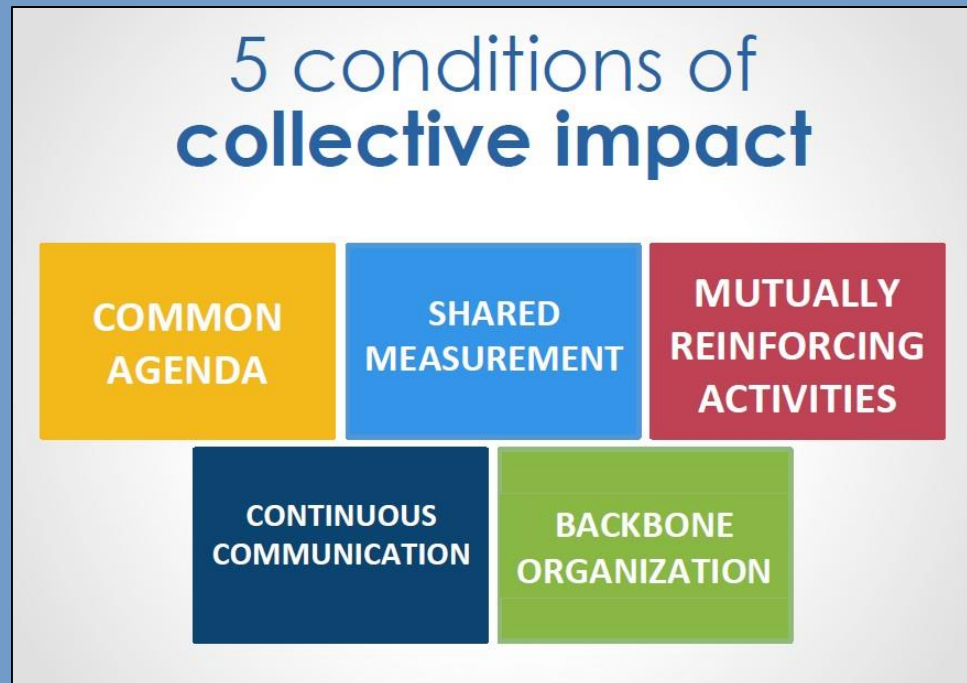 5 conditions of
collective impact
COMMON
AGENDA
SHARED
MEASUREMENT
MUTUALLY
REINFORCING
ACTIVITIES
CONTINUOUS
COMMUNICATION
BACKBONE
ORGANIZATION